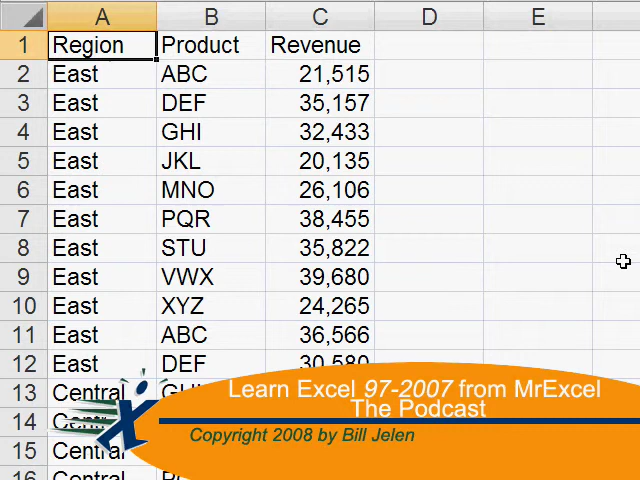 A B C D E
1 Region Product Revenue
2 East ABC 21,515
3 East DEF 35,157
4 East GHI 32,433
5 East JKL 20,135
6 East MNO 26,106
7 East PQR 38,455
8 East STU 35,822
9 East VWX 39,680
10 East XYZ 24,265
11 East ABC 36,566
12 East DEF 30,580
13 Central
14 Central
15 Central
16 Central
Learn Excel 97-2007 from MrExcel
The Podcast
Copyright 2008 by Bill Jelen